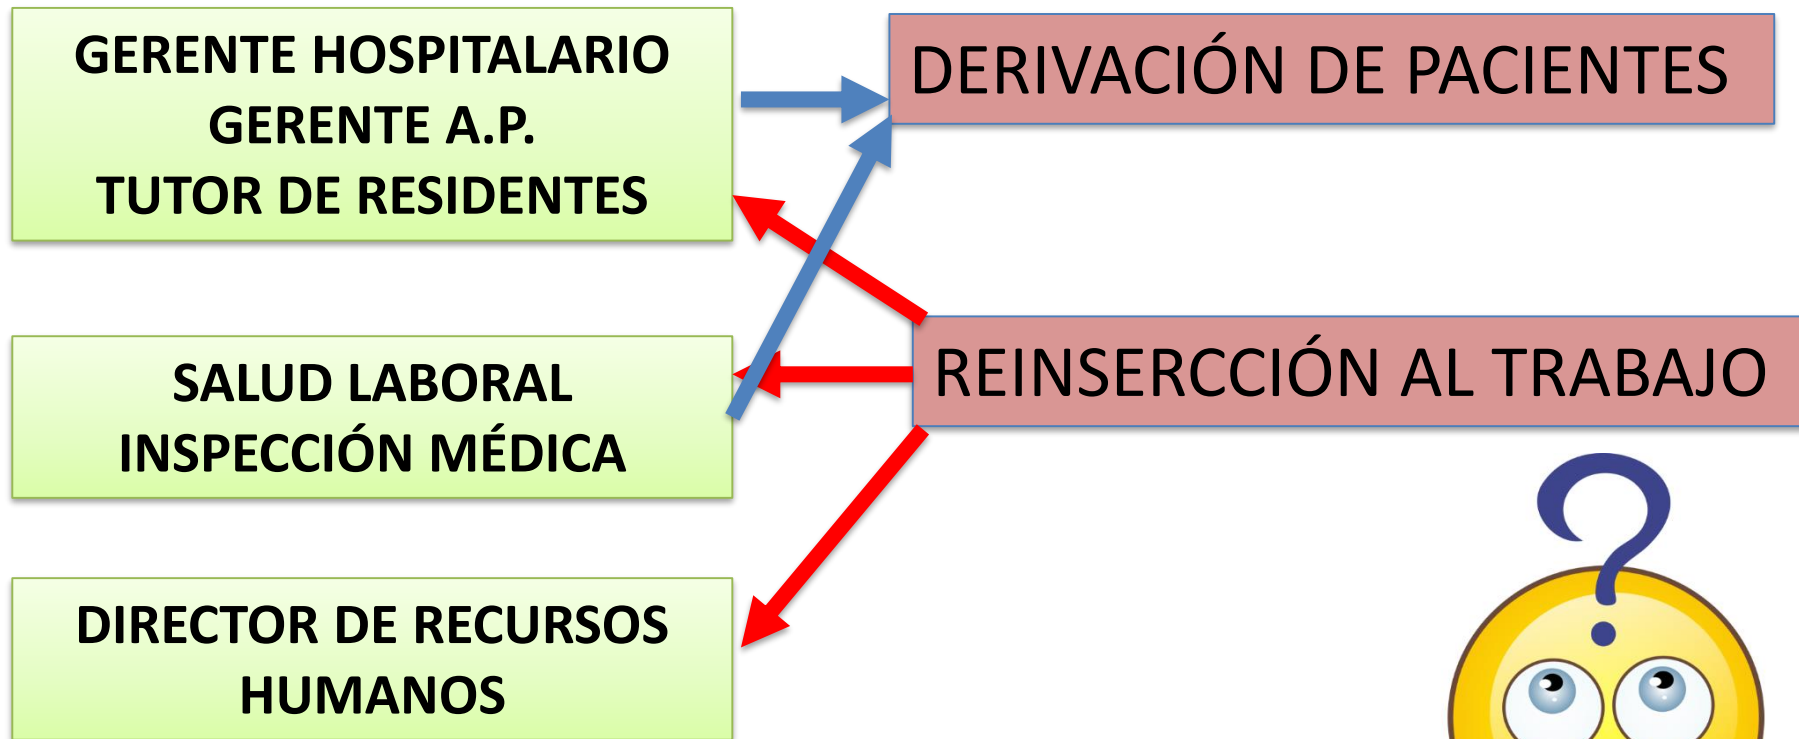 GERENTE HOSPITALARIO
GERENTE A.P.
TUTOR DE RESIDENTES
DERIVACIÓN DE PACIENTES
SALUD LABORAL
INSPECCIÓN MÉDICA
REINSERCCIÓN AL TRABAJO
DIRECTOR DE RECURSOS
HUMANOS
?